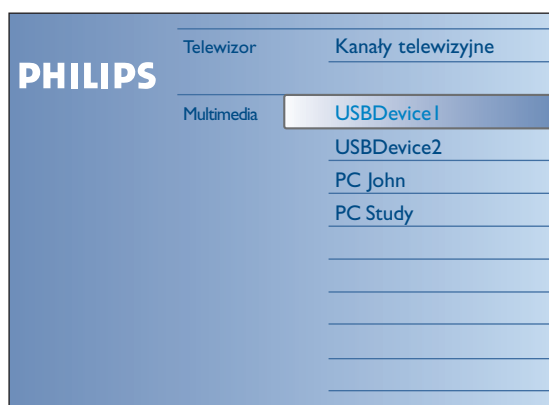 PHILIPS
Telewizor Kanały telewizyjne
Multimedia USBDevice1
USBDevice2
PC John
PC Study